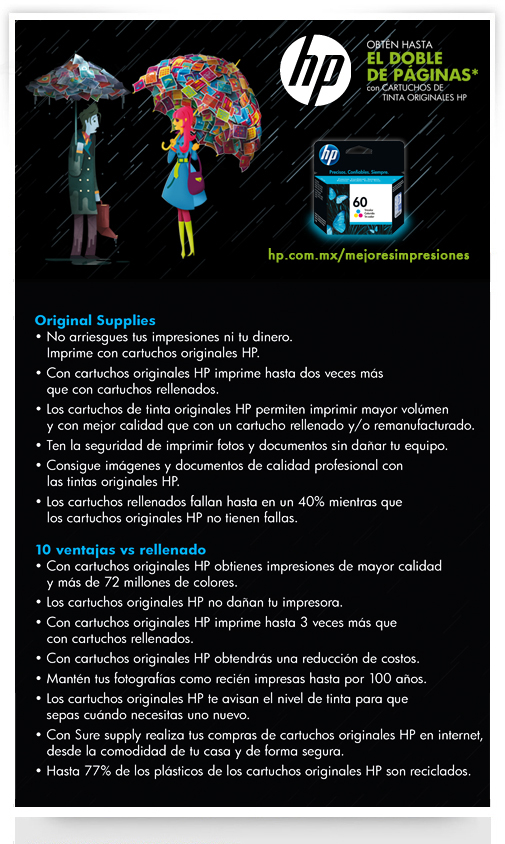 hp
OBTÉN HASTA
EL DOBLE
DE PÁGINAS*
con CARTUCHOS DE
TINTA ORIGINALES HP
hp
Precisos. Confiables. Siempre.
60
hp.com.mx/mejoresimpresiones
Original Supplies
• No arriesgues tus impresiones ni tu dinero.
Imprime con cartuchos originales HP.
• Con cartuchos originales HP imprime hasta dos veces más
que con cartuchos rellenados.
• Los cartuchos de tinta originales HP permiten imprimir mayor volúmen
y con mejor calidad que con un cartucho rellenado y/o remanufacturado.
• Ten la seguridad de imprimir fotos y documentos sin dañar tu equipo.
• Consigue imágenes y documentos de calidad profesional con
las tintas originales HP.
• Los cartuchos rellenados fallan hasta en un 40% mientras que
los cartuchos originales HP no tienen fallas.
10 ventajas vs rellenado
• Con cartuchos originales HP obtienes impresiones de mayor calidad
y más de 72 millones de colores.
• Los cartuchos originales HP no dañan tu impresora.
• Con cartuchos originales HP imprime hasta 3 veces más que
con cartuchos rellenados.
• Con cartuchos originales HP obtendrás una reducción de costos.
• Mantén tus fotografías como recién impresas hasta por 100 años.
• Los cartuchos originales HP te avisan el nivel de tinta para que
sepas cuándo necesitas uno nuevo.
• Con Sure supply realiza tus compras de cartuchos originales HP en internet,
desde la comodidad de tu casa y de forma segura.
• Hasta 77% de los plásticos de los cartuchos originales HP son reciclados.